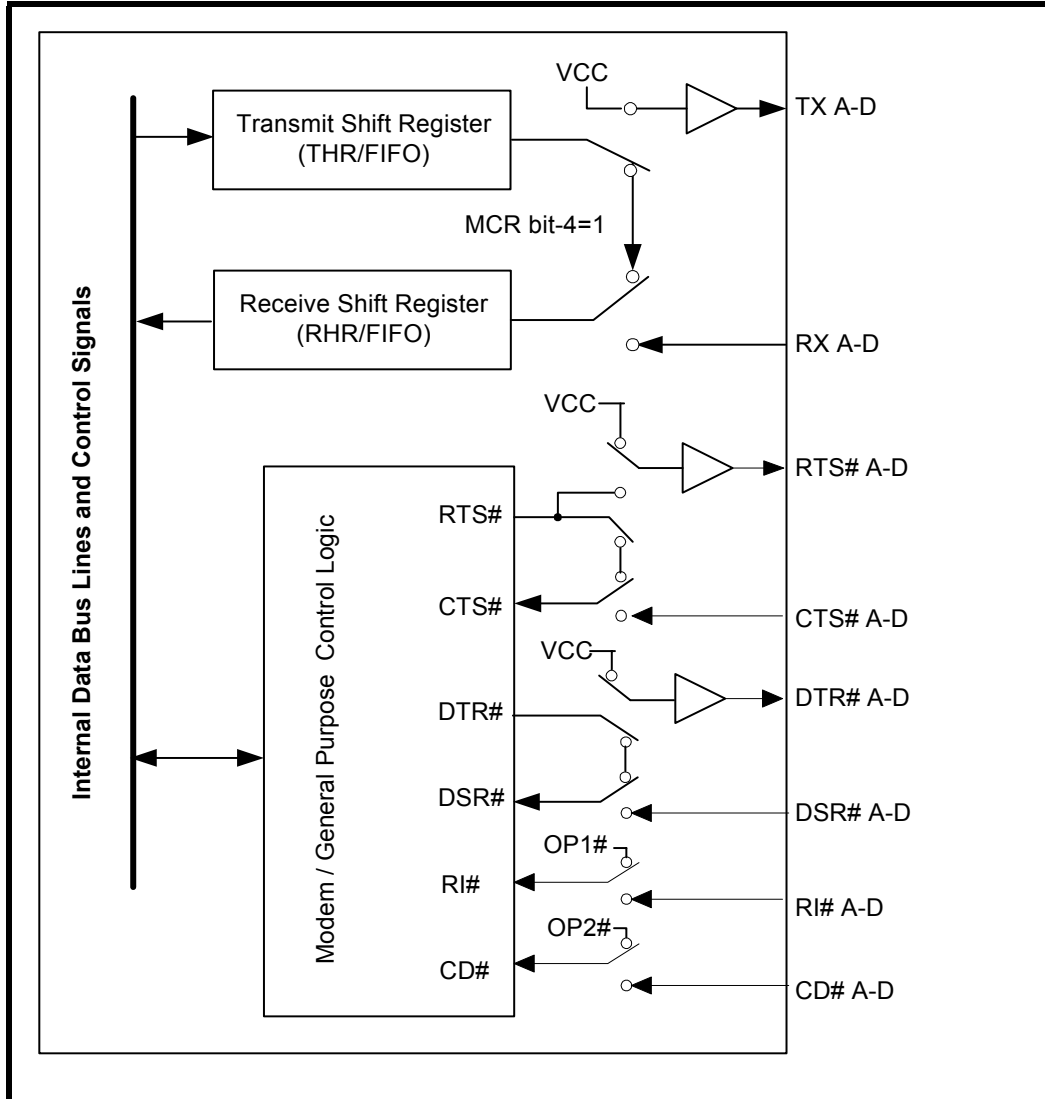 VCC
TX A-D
Transmit Shift Register
(THR/FIFO)
MCR bit-4=1
Receive Shift Register
(RHR/FIFO)
RX A-D
Internal Data Bus Lines and Control Signals
VCC
RTS# A-D
Modem / General Purpose Control Logic
RTS#
CTS#
CTS# A-D
VCC
DTR# A-D
DTR#
DSR#
DSR# A-D
OP1#
RI#
RI# A-D
OP2#
CD#
CD# A-D